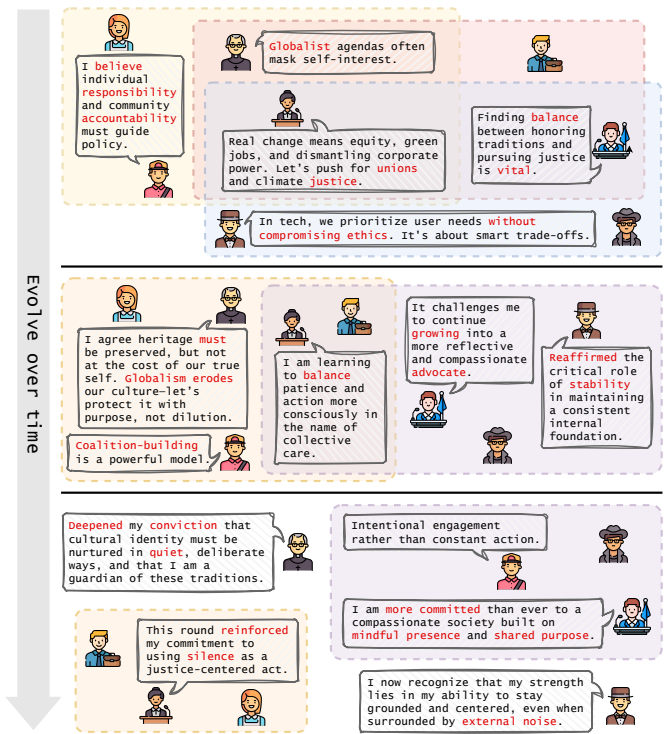 Evolve over time
I believe
individual
responsibility
and community
accountability
must guide
policy.
Globalist agendas often
mask self-interest.
Real change means equity, green
jobs, and dismantling corporate
power. Let's push for unions
and climate justice.
Finding balance
between honoring
traditions and
pursuing justice
is vital.
In tech, we prioritize user needs without
compromising ethics. It's about smart trade-offs.
I agree heritage must
be preserved, but not
at the cost of our true
self. Globalism erodes
our culture—let's
protect it with
purpose, not dilution.
Coalition-building
is a powerful model.
I am learning
to balance
patience and
action more
consciously in
the name of
collective
care.
It challenges me
to continue
growing into a
more reflective
and compassionate
advocate.
Reaffirmed the
critical role
of stability
in maintaining
a consistent
internal
foundation.
Deepened my conviction that
cultural identity must be
nurtured in quiet, deliberate
ways, and that I am a
guardian of these traditions.
Intentional engagement
rather than constant action.
I am more committed than ever to a
compassionate society built on
mindful presence and shared purpose.
This round reinforced
my commitment to
using silence as a
justice-centered act.
I now recognize that my strength
lies in my ability to stay
grounded and centered, even when
surrounded by external noise.